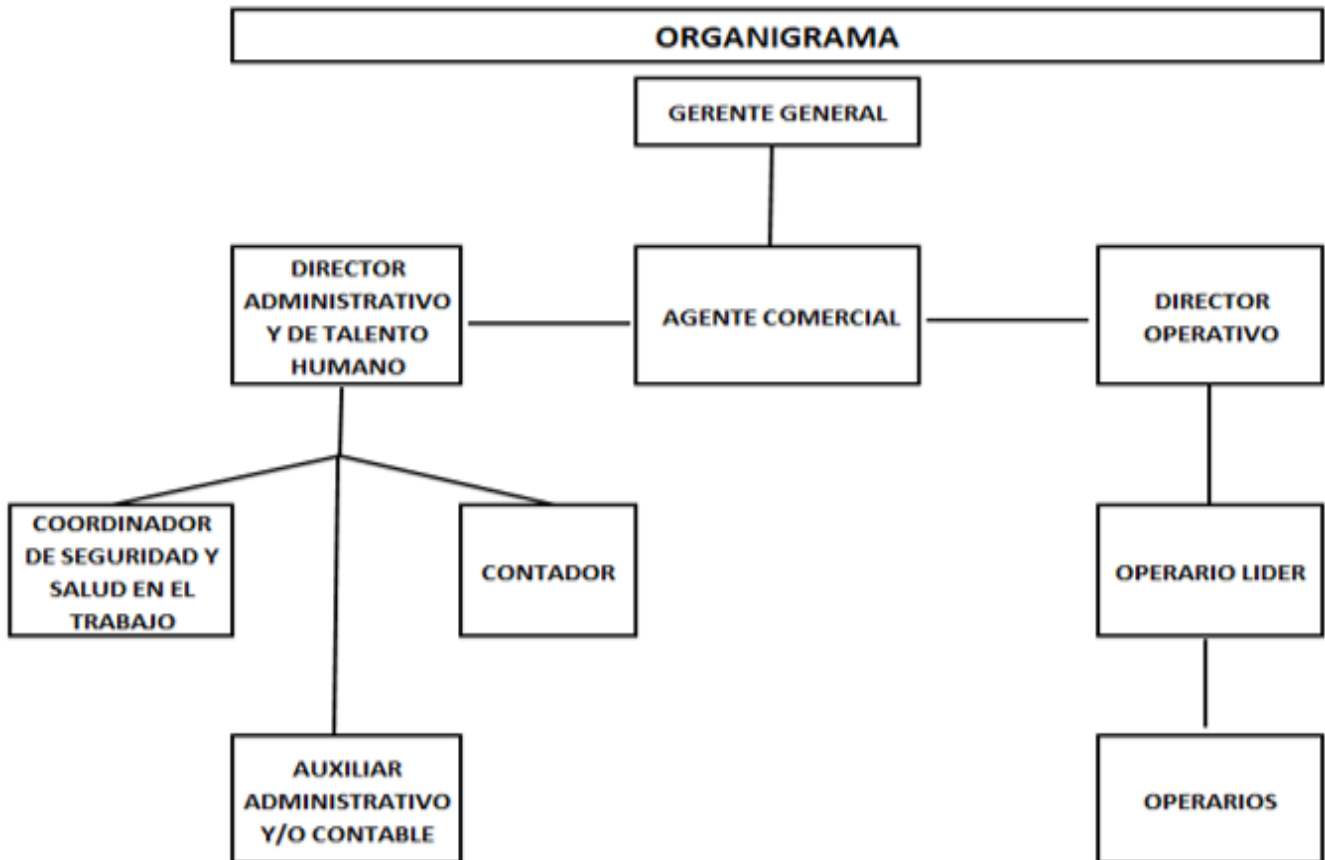 ORGANIGRAMA
GERENTE GENERAL
DIRECTOR
ADMINISTRATIVO
Y DE TALENTO
HUMANO
AGENTE COMERCIAL
DIRECTOR
OPERATIVO
COORDINADOR
DE SEGURIDAD Y
SALUD EN EL
TRABAJO
CONTADOR
OPERARIO LIDER
AUXILIAR
ADMINISTRATIVO
Y/O CONTABLE
OPERARIOS